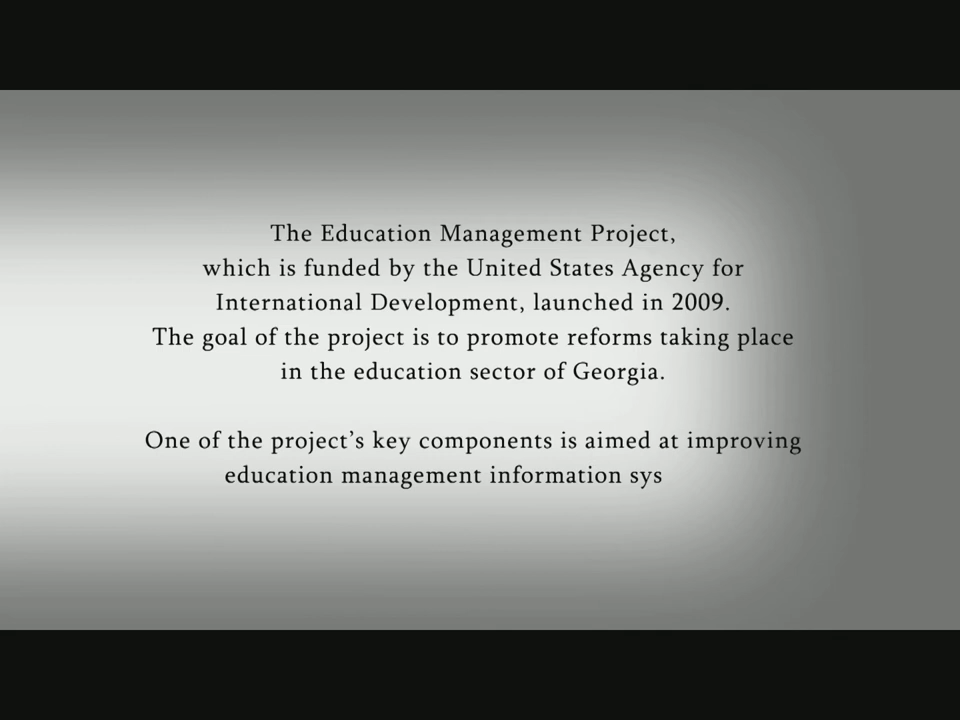 The Education Management Project,
which is funded by the United States Agency for
International Development, launched in 2009.
The goal of the project is to promote reforms taking place
in the education sector of Georgia.
One of the project’s key components is aimed at improving
education management information sys